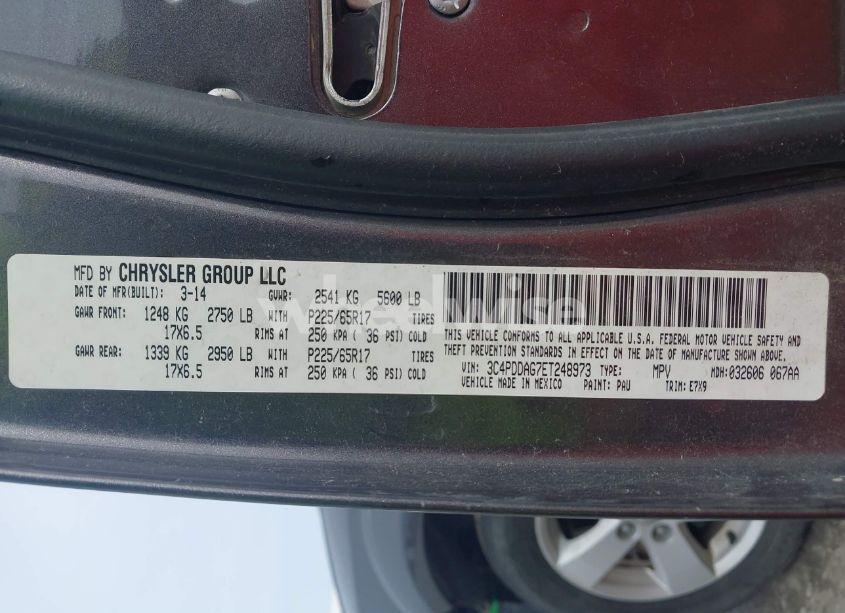 MFD BY CHRYSLER GROUP LLC
DATE OF MFR(BUILT): 3-14 GVWR: 2541 KG 5600 LB
GAWR FRONT: 1248 KG 2750 LB WITH P225/65R17 TIRES
17X6.5 RIMS AT 250 KPA ( 36 PSI) COLD
GAWR REAR: 1339 KG 2950 LB WITH P225/65R17 TIRES
17X6.5 RIMS AT 250 KPA ( 36 PSI) COLD
THIS VEHICLE CONFORMS TO ALL APPLICABLE U.S.A. FEDERAL MOTOR VEHICLE SAFETY AND
THEFT PREVENTION STANDARDS IN EFFECT ON THE DATE OF MANUFACTURE SHOWN ABOVE.
VIN: 3C4PDDAG7ET248973 TYPE: MPV MDH: 032606 067AA
VEHICLE MADE IN MEXICO PAINT: PAU TRIM: E7X9
wheelwise